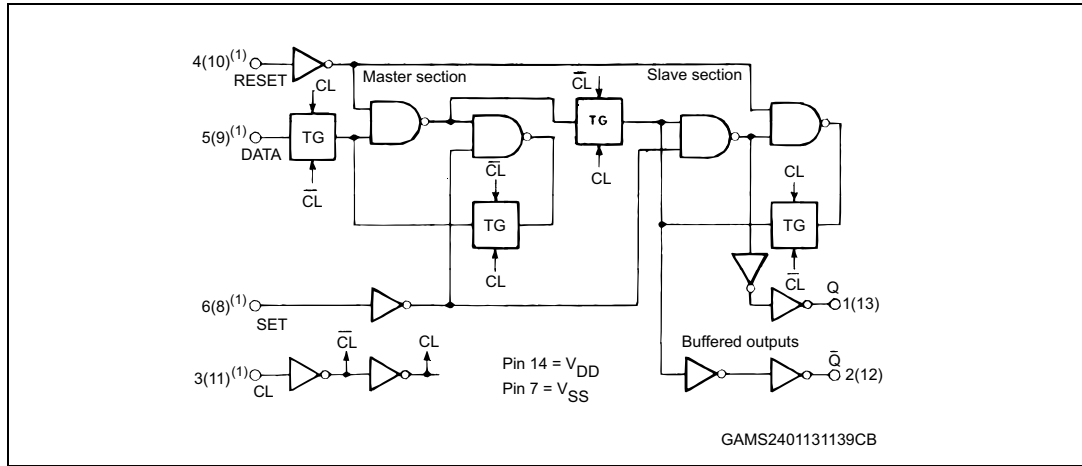 4(10)(1)
RESET
CL
Master section
CL
Slave section
5(9)(1)
DATA
TG
TG
CL
CL
CL
CL
TG
TG
CL
CL
6(8)(1)
SET
Q
1(13)
CL
CL
Buffered outputs
3(11)(1)
CL
Pin 14 = VDD
Pin 7 = VSS
Q̄
2(12)
GAMS2401131139CB